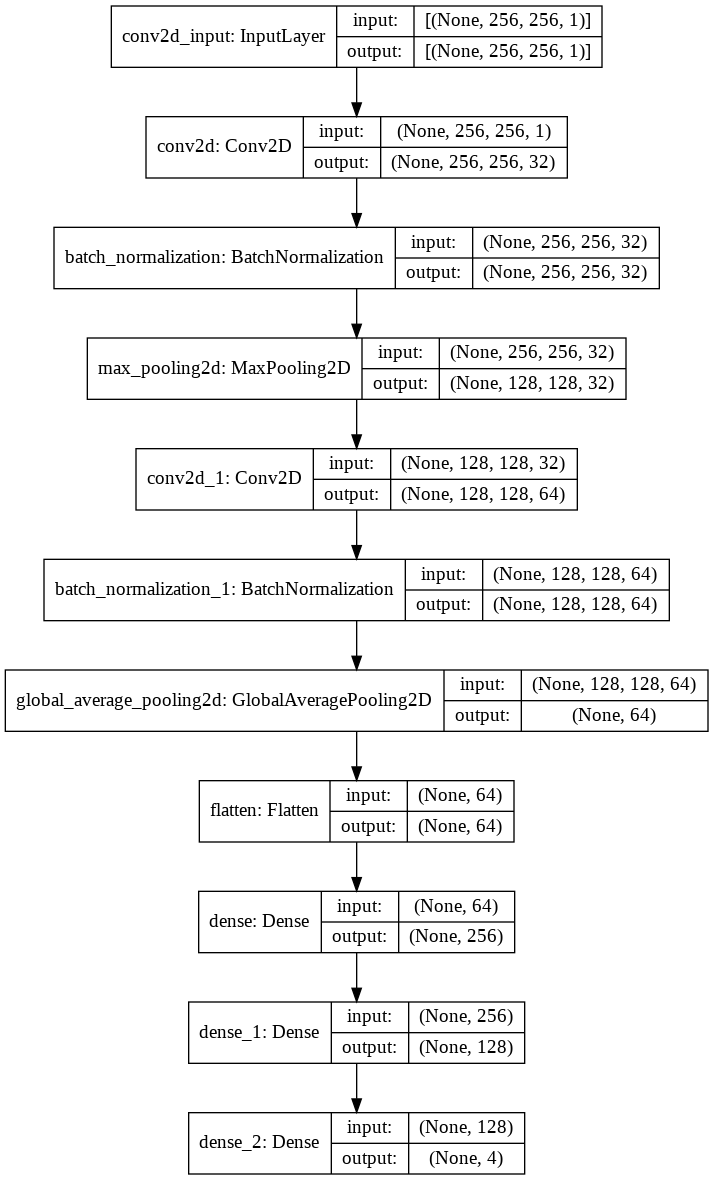 conv2d_input: InputLayer
input: [(None, 256, 256, 1)]
output: [(None, 256, 256, 1)]
conv2d: Conv2D
input: (None, 256, 256, 1)
output: (None, 256, 256, 32)
batch_normalization: BatchNormalization
input: (None, 256, 256, 32)
output: (None, 256, 256, 32)
max_pooling2d: MaxPooling2D
input: (None, 256, 256, 32)
output: (None, 128, 128, 32)
conv2d_1: Conv2D
input: (None, 128, 128, 32)
output: (None, 128, 128, 64)
batch_normalization_1: BatchNormalization
input: (None, 128, 128, 64)
output: (None, 128, 128, 64)
global_average_pooling2d: GlobalAveragePooling2D
input: (None, 128, 128, 64)
output: (None, 64)
flatten: Flatten
input: (None, 64)
output: (None, 64)
dense: Dense
input: (None, 64)
output: (None, 256)
dense_1: Dense
input: (None, 256)
output: (None, 128)
dense_2: Dense
input: (None, 128)
output: (None, 4)